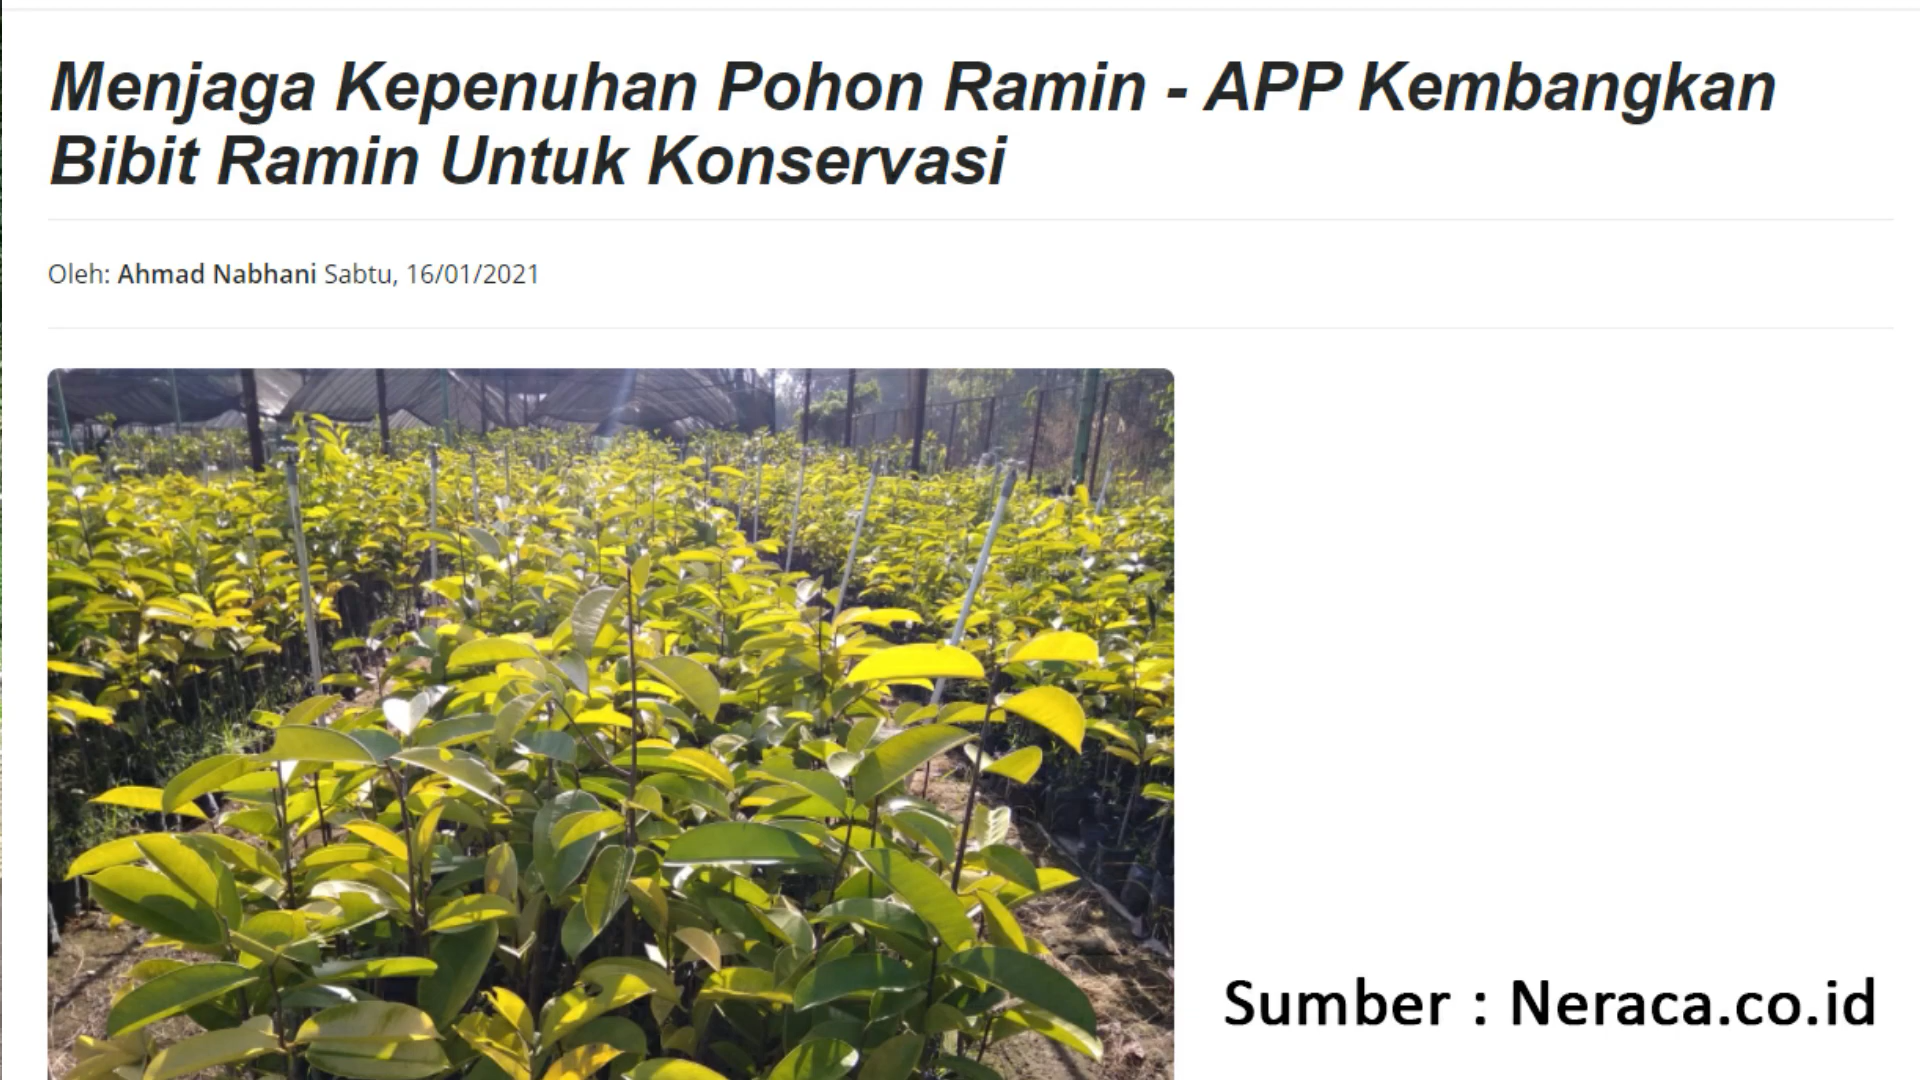 Menjaga Kepenuhan Pohon Ramin - APP Kembangkan
Bibit Ramin Untuk Konservasi
Oleh: Ahmad Nabhani Sabtu, 16/01/2021
Sumber : Neraca.co.id